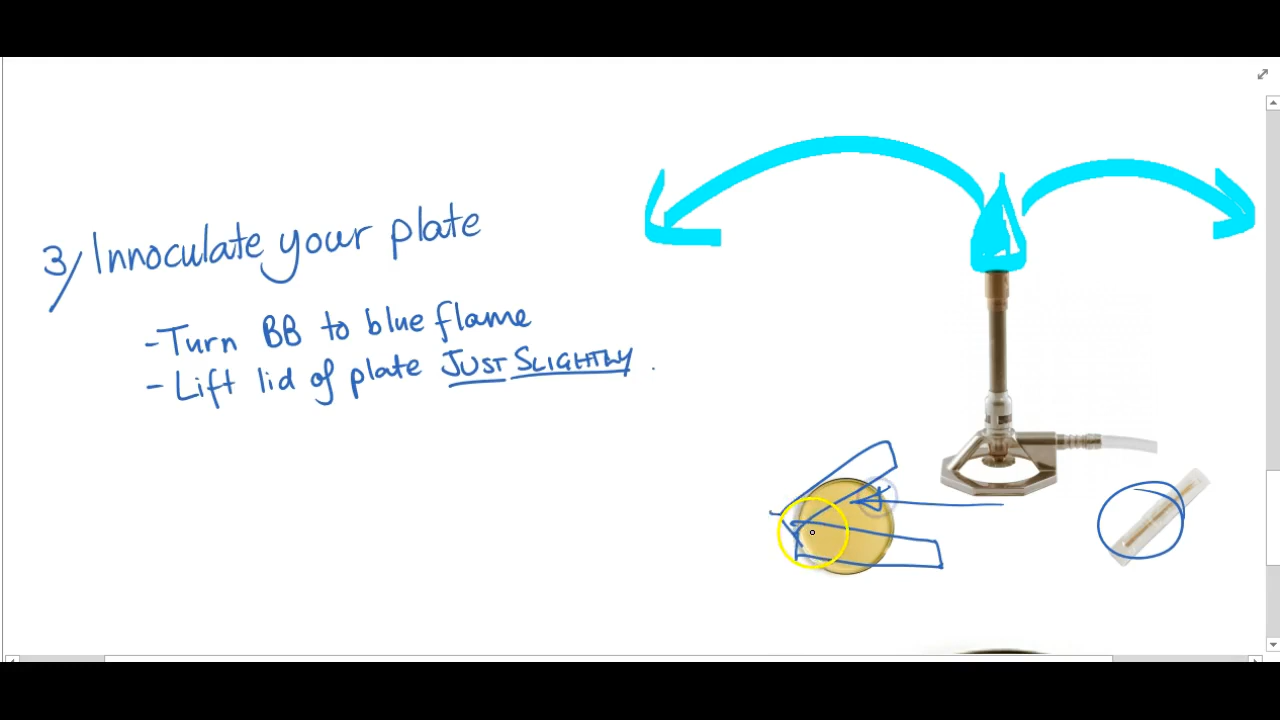 3/ Innoculate your plate
- Turn BB to blue flame
- Lift lid of plate JUST SLIGHTLY.